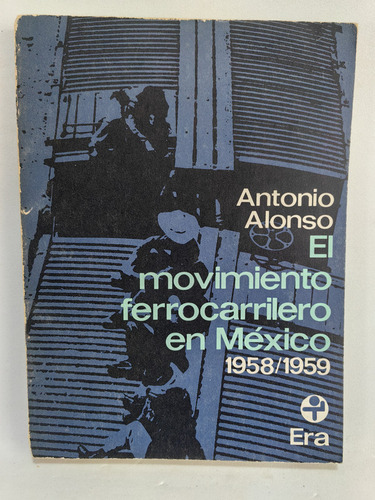 Antonio
Alonso
El
movimiento
ferrocarrilero
en México
1958/1959
Era